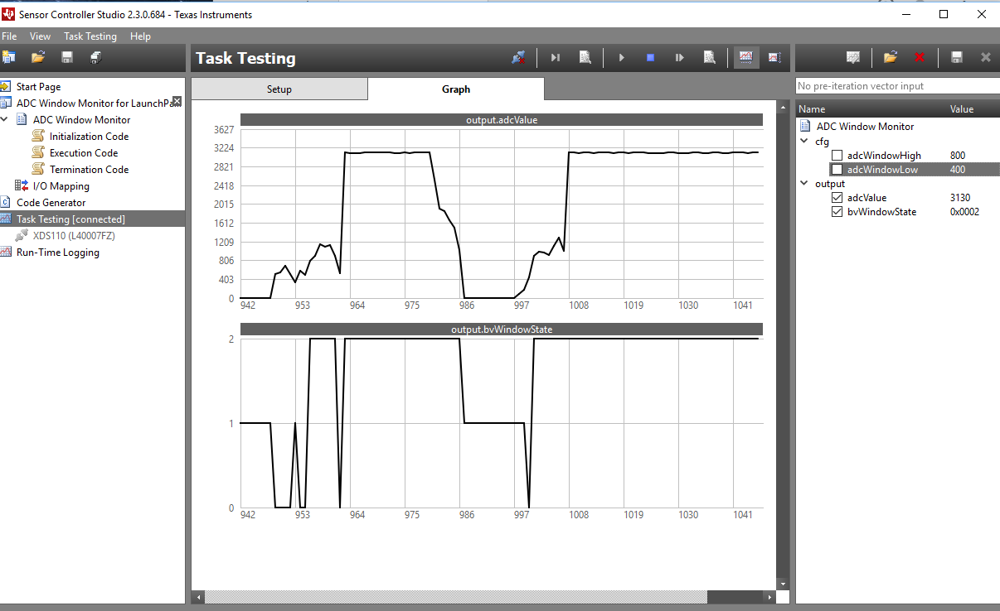 Sensor Controller Studio 2.3.0.684 - Texas Instruments
File View Task Testing Help
Task Testing
Start Page
ADC Window Monitor for LaunchPa
ADC Window Monitor
Initialization Code
Execution Code
Termination Code
I/O Mapping
Code Generator
Task Testing [connected]
XDS110 (L40007FZ)
Run-Time Logging
Setup Graph
output.adcValue
3627
3224
2821
2418
2015
1612
1209
806
403
0
942 953 964 975 986 997 1008 1019 1030 1041
output.bvWindowState
2
1
0
942 953 964 975 986 997 1008 1019 1030 1041
No pre-iteration vector input
Name Value
ADC Window Monitor
cfg
adcWindowHigh 800
adcWindowLow 400
output
adcValue 3130
bvWindowState 0x0002